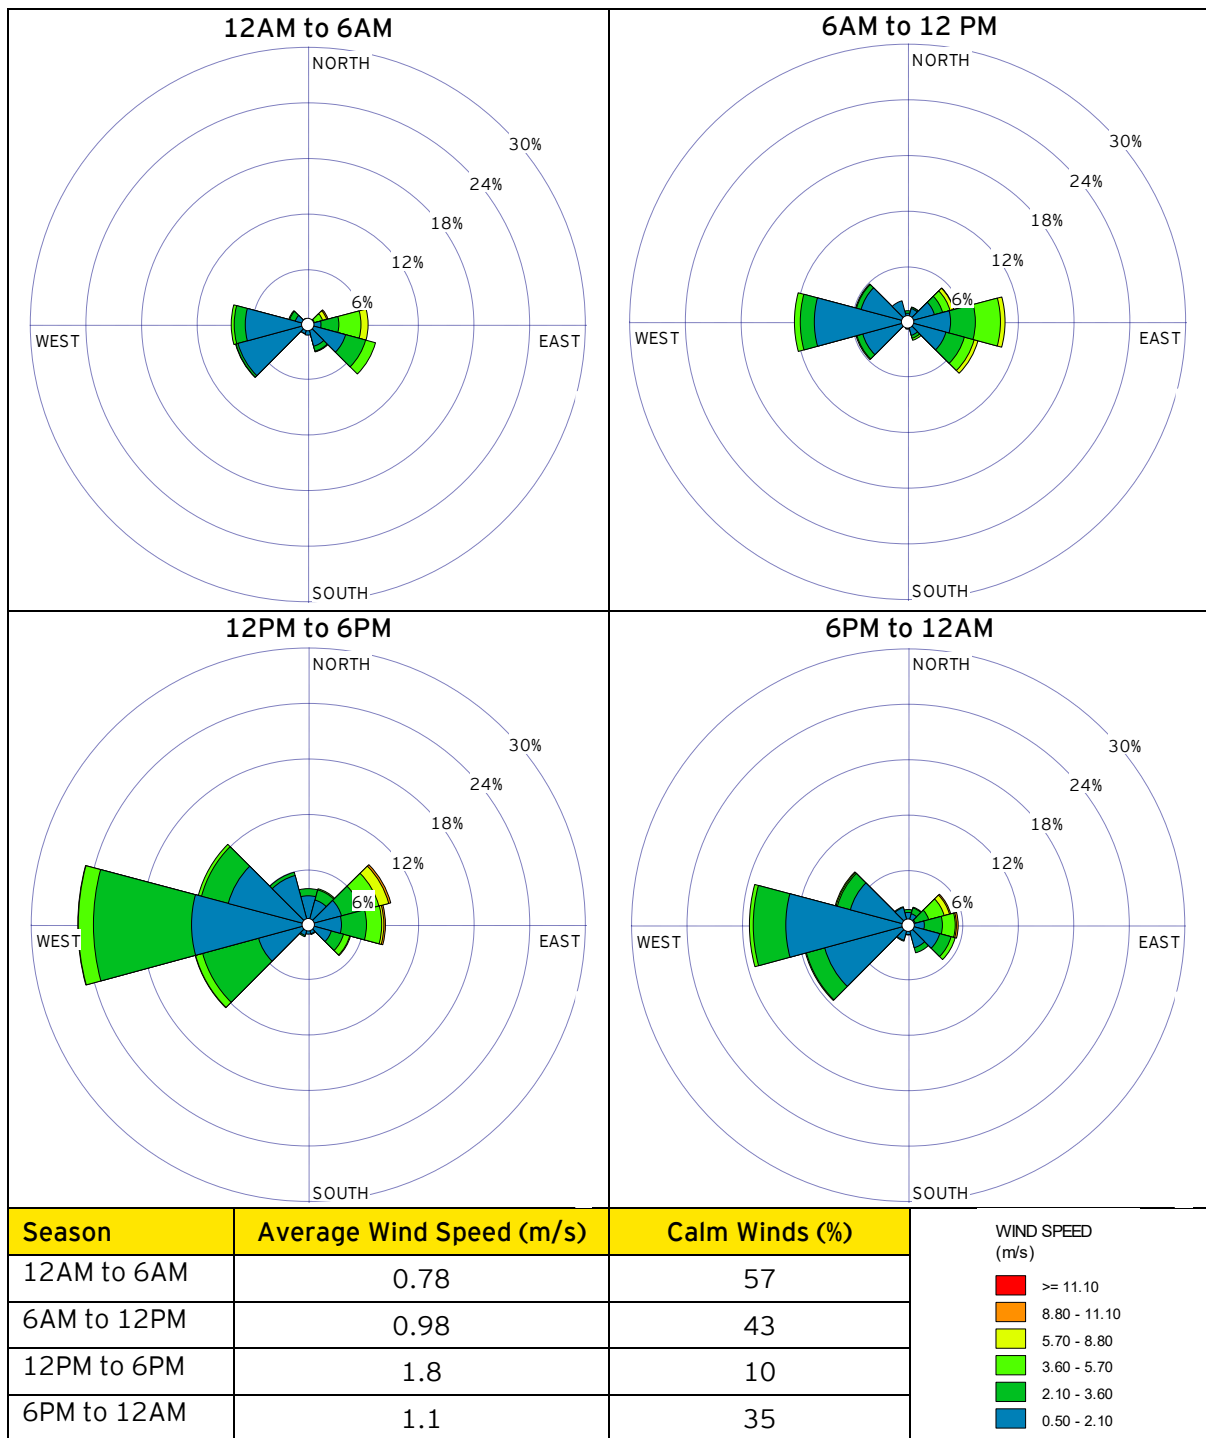 12AM to 6AM
NORTH
30%
24%
18%
12%
6%
WEST
EAST
SOUTH
6AM to 12 PM
NORTH
30%
24%
18%
12%
6%
WEST
EAST
SOUTH
12PM to 6PM
NORTH
30%
24%
18%
12%
6%
WEST
EAST
SOUTH
6PM to 12AM
NORTH
30%
24%
18%
12%
6%
WEST
EAST
SOUTH
Season Average Wind Speed (m/s) Calm Winds (%)
12AM to 6AM 0.78 57
6AM to 12PM 0.98 43
12PM to 6PM 1.8 10
6PM to 12AM 1.1 35
WIND SPEED
(m/s)
>= 11.10
8.80 - 11.10
5.70 - 8.80
3.60 - 5.70
2.10 - 3.60
0.50 - 2.10